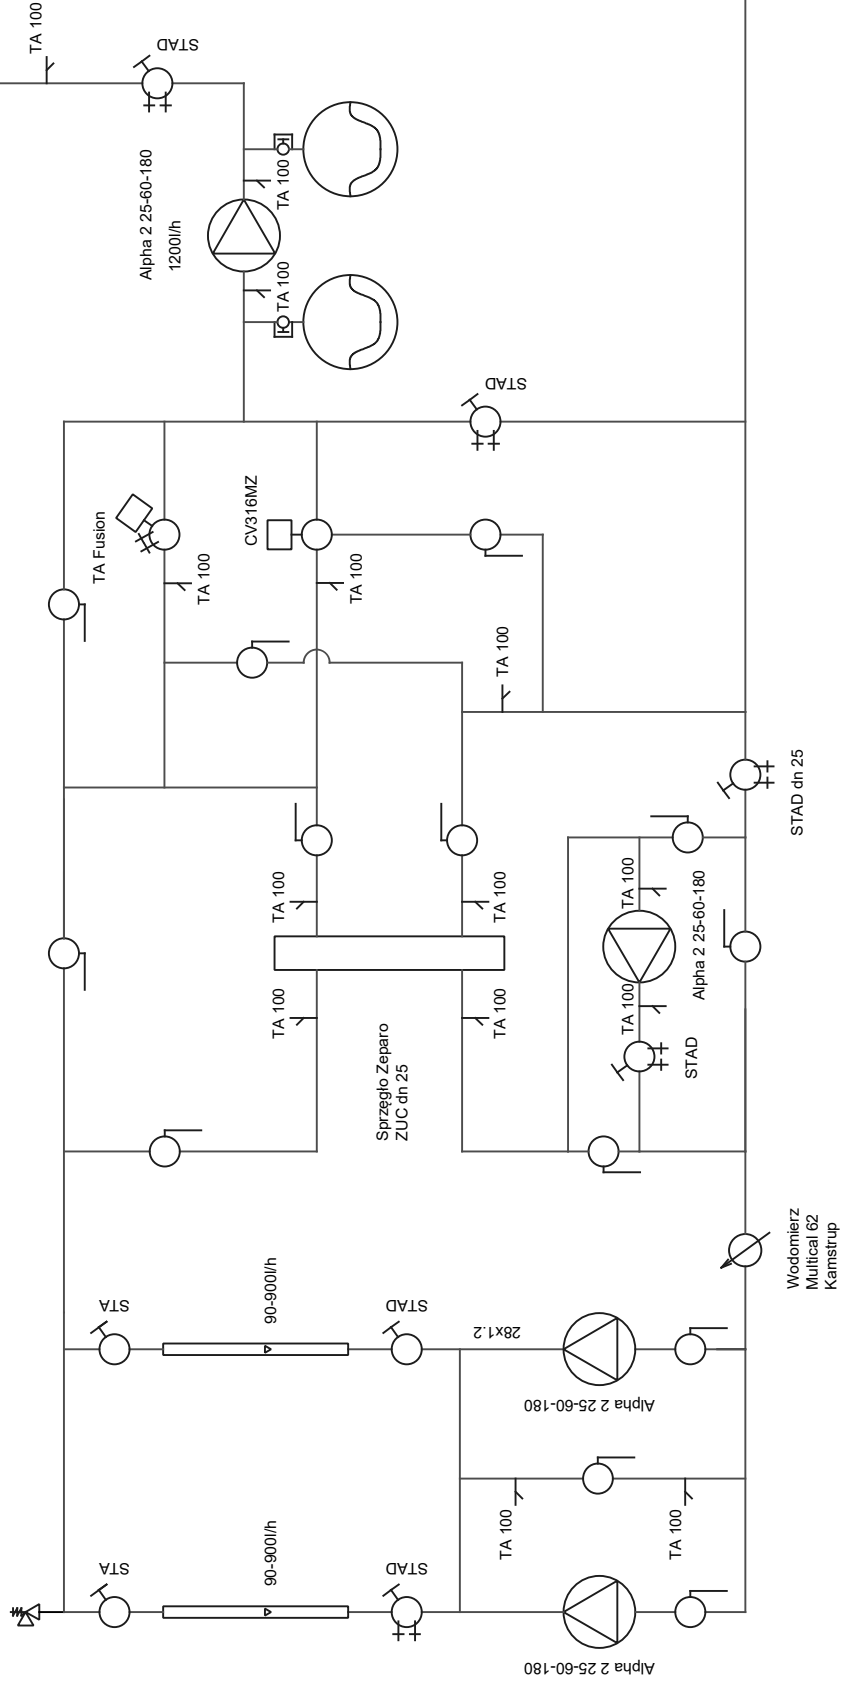 TA 100
STAD
Alpha 2 25-60-180
1200l/h
TA 100
TA 100
STAD
TA Fusion
CV316MZ
TA 100
TA 100
TA 100
STAD dn 25
TA 100
TA 100
TA 100
Alpha 2 25-60-180
TA 100
TA 100
TA 100
STAD
Sprzęgło Zeparo
ZUC dn 25
Wodomierz
Multical 62
Kamstrup
STA
90-900l/h
STAD
28x1.2
Alpha 2 25-60-180
TA 100
TA 100
STA
90-900l/h
STAD
Alpha 2 25-60-180